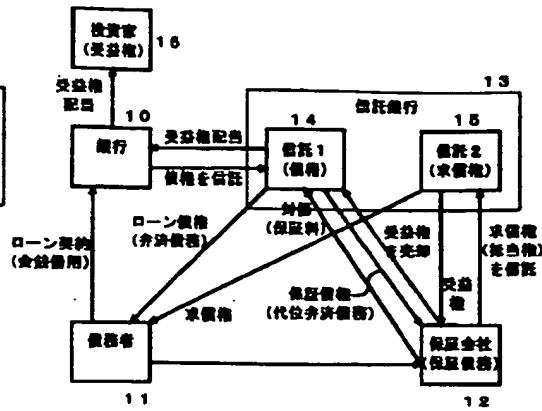 投資家
(受益権)
16
受益権
配当
13
10
14
信託銀行
15
銀行
受益権配当
債権を信託
信託1
(債権)
信託2
(求償権)
対価
(保証料)
ローン契約
(金銭借用)
ローン債権
(弁済債務)
受益権
を売却
求償権
(抵当権)
を信託
受益
権
保証債権
(代位弁済債務)
求償権
債務者
11
保証会社
(保証債務)
12